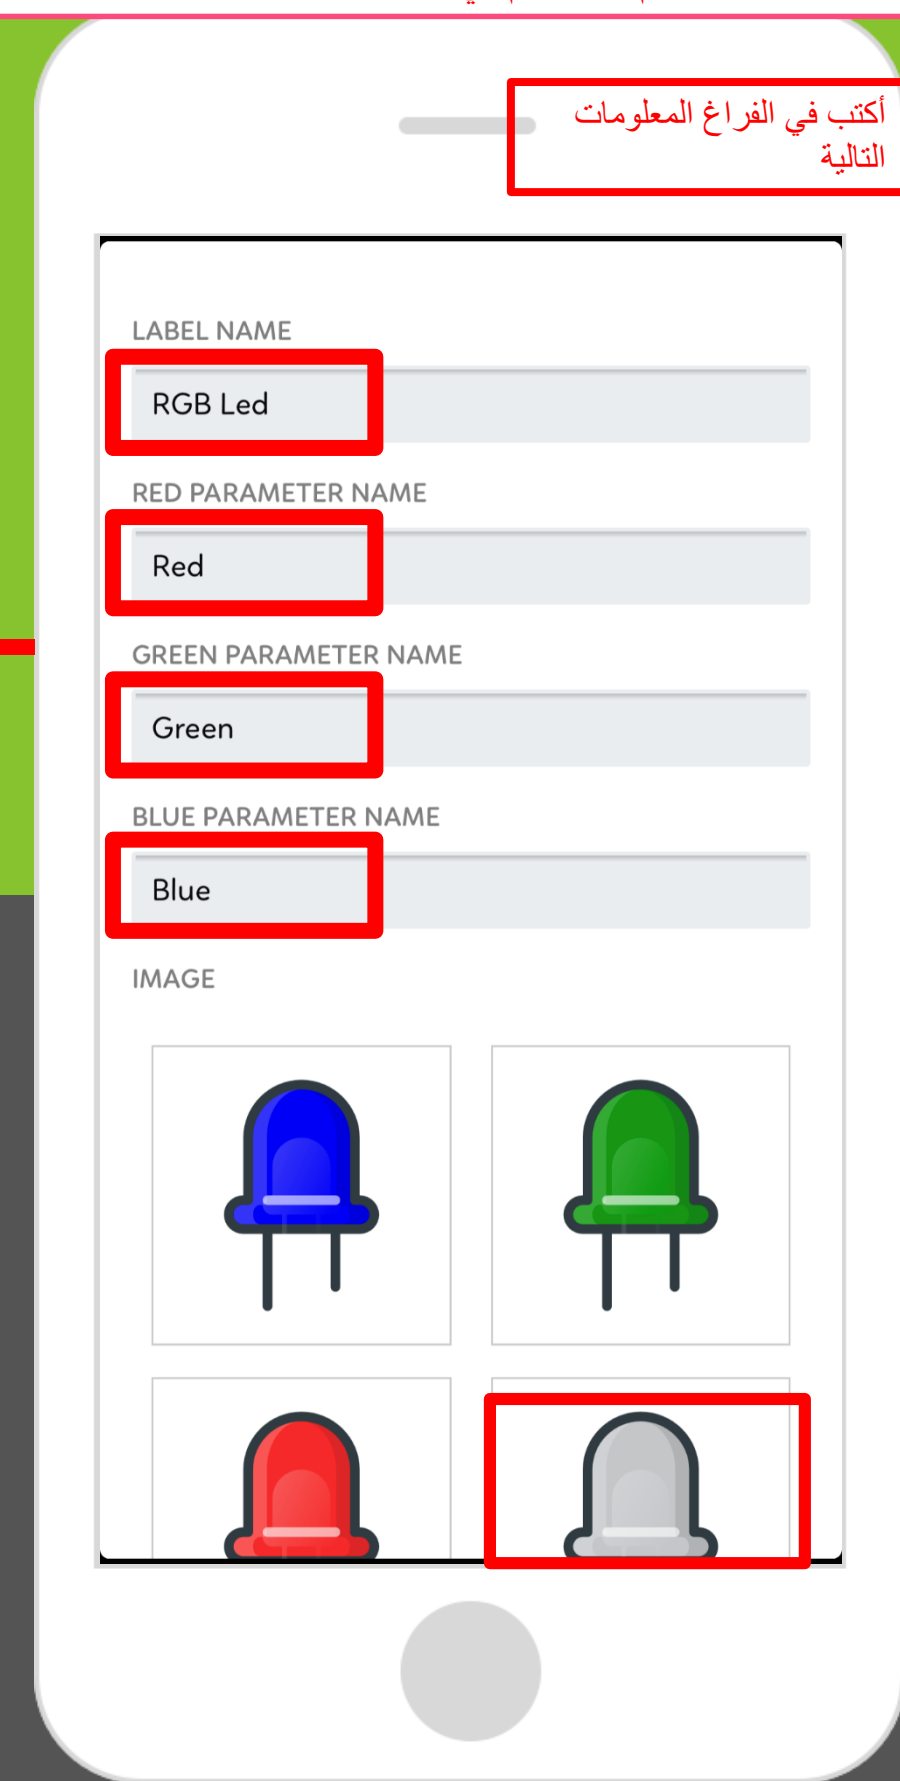 أكتب في الفراغ المعلومات
التالية
LABEL NAME
RGB Led
RED PARAMETER NAME
Red
GREEN PARAMETER NAME
Green
BLUE PARAMETER NAME
Blue
IMAGE